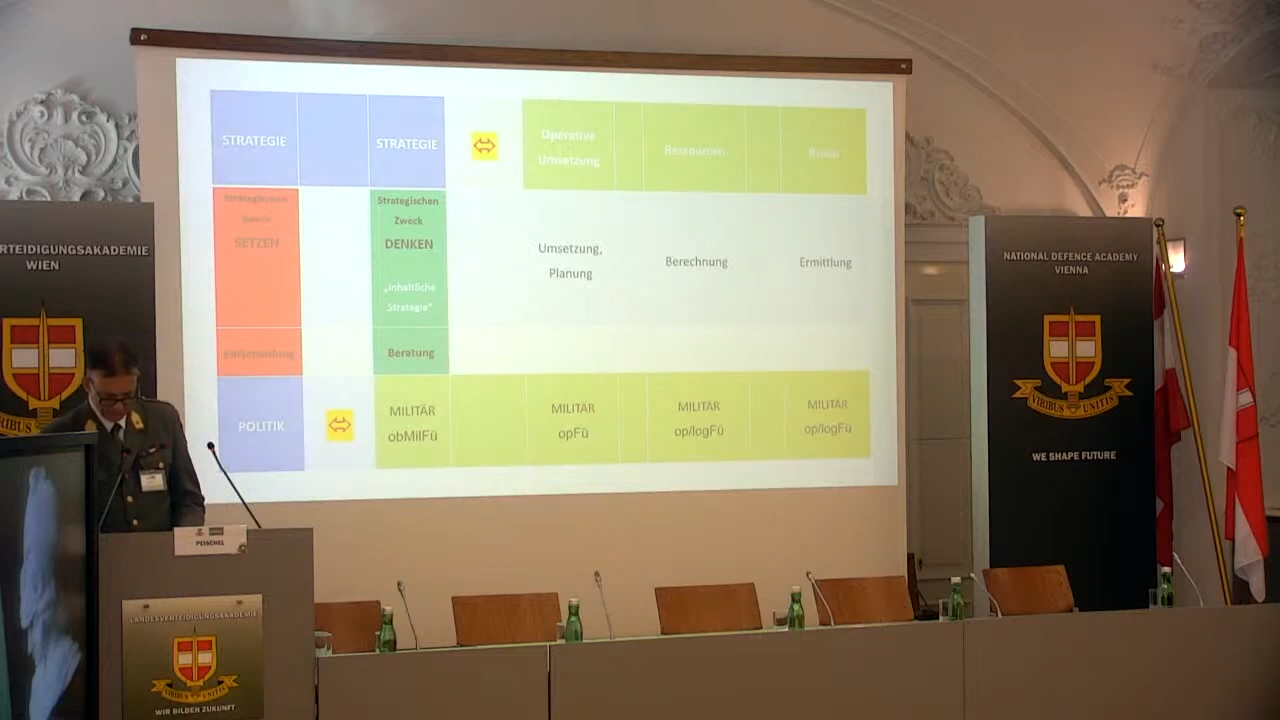 STRATEGIE
STRATEGIE
Operative
Umsetzung
Ressourcen
Risiko
Strategischen
Zweck
SETZEN
Strategischen
Zweck
DENKEN
„inhaltliche
Strategie“
Umsetzung,
Planung
Berechnung
Ermittlung
Entscheidung
Beratung
POLITIK
MILITÄR
obMilFü
MILITÄR
opFü
MILITÄR
op/logFü
MILITÄR
op/logFü
ERTEIDIGUNGSAKADEMIE
WIEN
RIBUS
NATIONAL DEFENCE ACADEMY
VIENNA
VIRIBUS UNITIS
WE SHAPE FUTURE
PEISCHEL
LANDESVERTEIDIGUNGSAKADEMIE
VIRIBUS UNITIS
WIR BILDEN ZUKUNFT